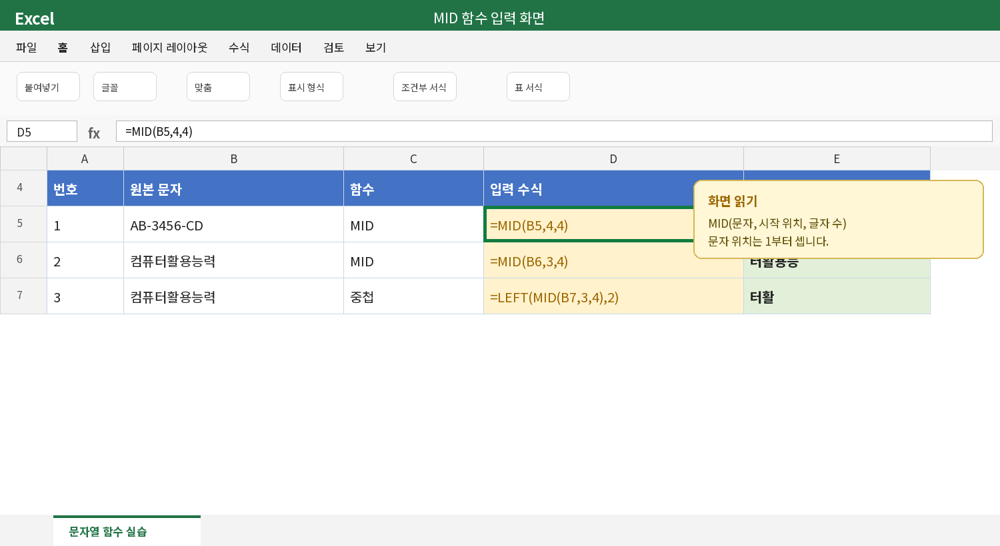 Excel
MID 함수 입력 화면
파일 홈 삽입 페이지 레이아웃 수식 데이터 검토 보기
붙여넣기 글꼴 맞춤 표시 형식 조건부 서식 표 서식
D5 fx =MID(B5,4,4)
A B C D E
4 번호 원본 문자 함수 입력 수식
5 1 AB-3456-CD MID =MID(B5,4,4)
화면 읽기
MID(문자, 시작 위치, 글자 수)
문자 위치는 1부터 셉니다.
6 2 컴퓨터활용능력 MID =MID(B6,3,4) 터활용능
7 3 컴퓨터활용능력 중첩 =LEFT(MID(B7,3,4),2) 터활
문자열 함수 실습